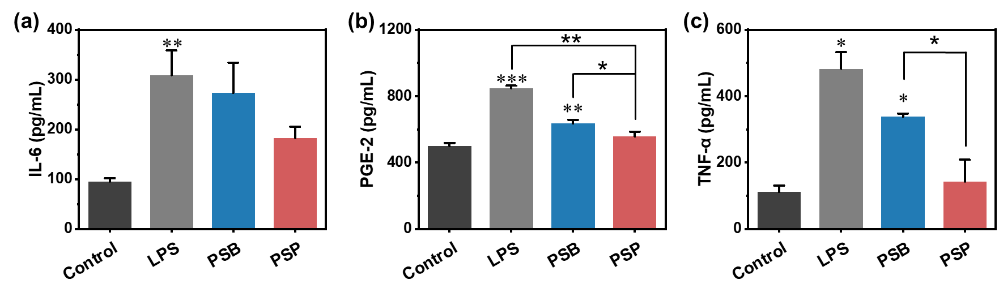 (a)
IL-6 (pg/mL)
400
300
200
100
0
**
Control
LPS
PSB
PSP
(b)
PGE-2 (pg/mL)
1200
800
400
0
**
*
***
**
Control
LPS
PSB
PSP
(c)
TNF-α (pg/mL)
600
400
200
0
*
*
*
Control
LPS
PSB
PSP